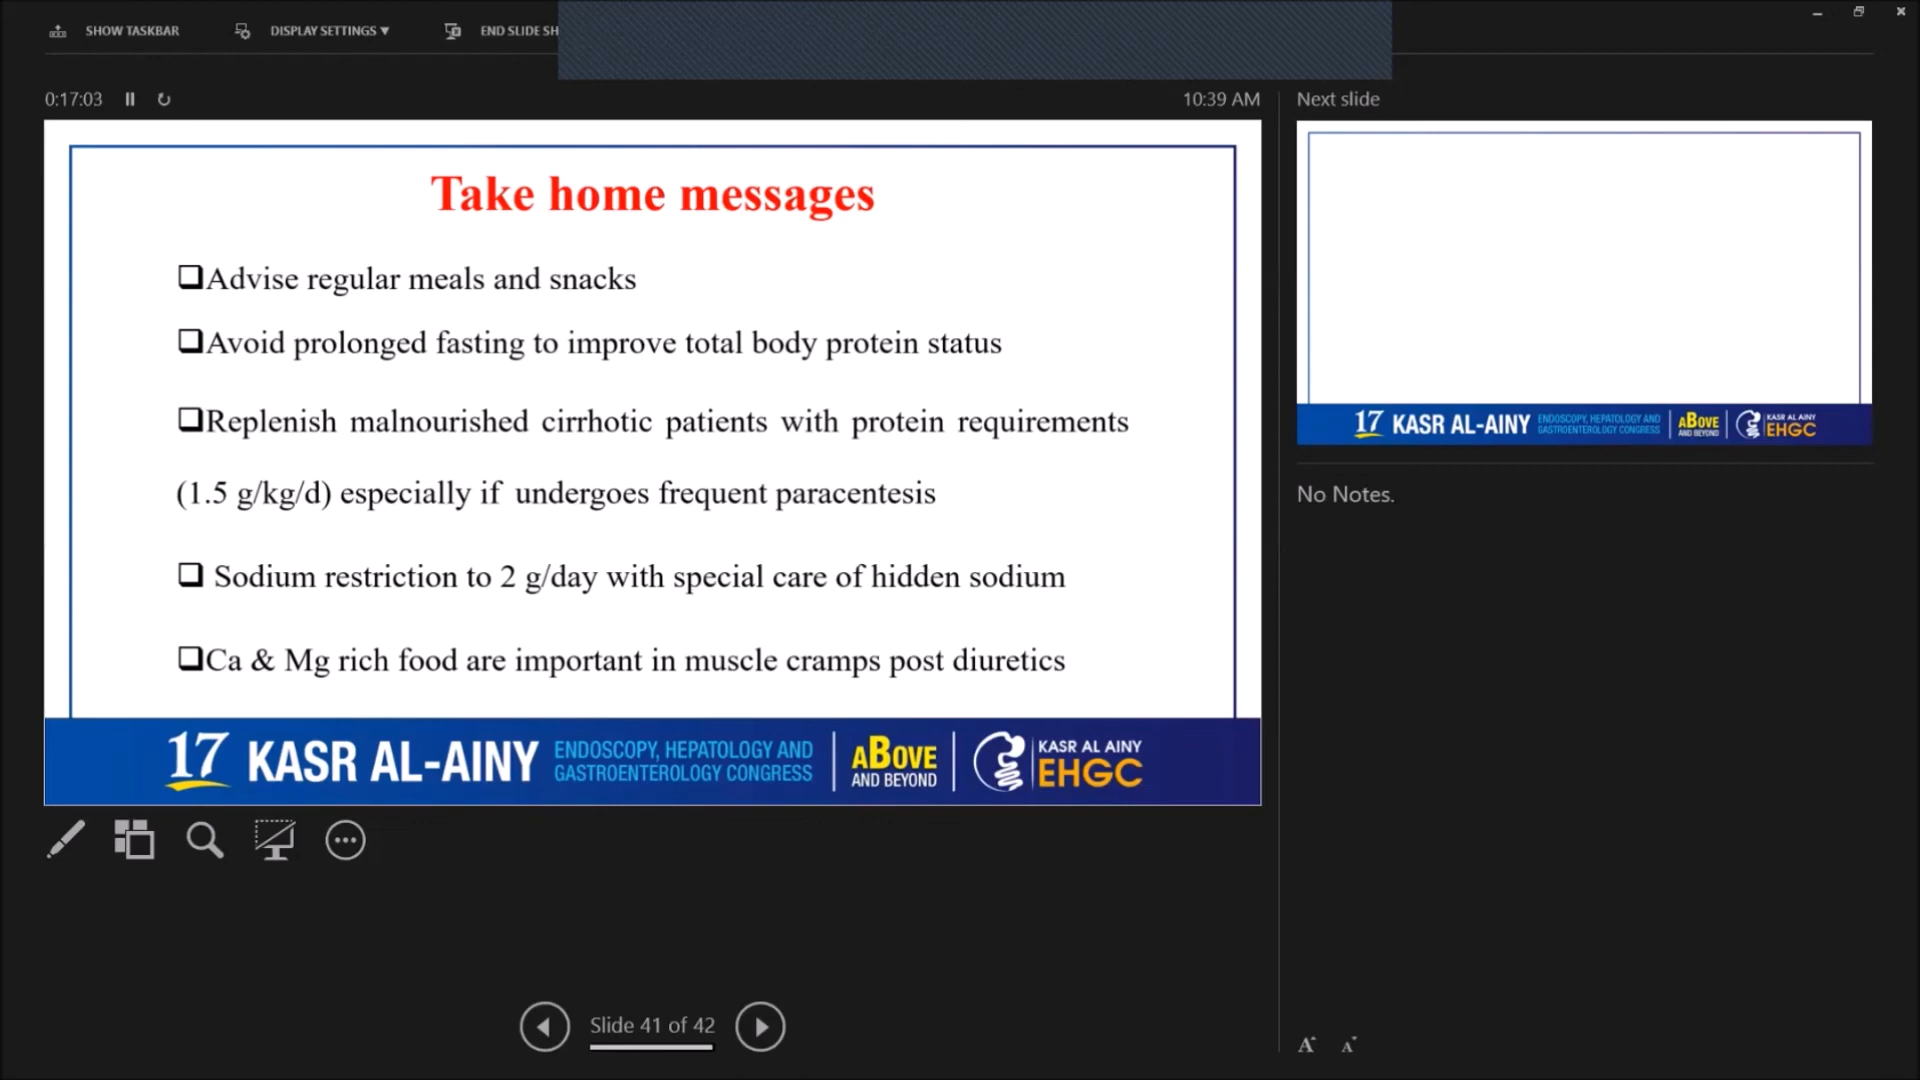 SHOW TASKBAR
DISPLAY SETTINGS ▼
END SLIDE SH
0:17:03
10:39 AM
Next slide
Take home messages
❑Advise regular meals and snacks
❑Avoid prolonged fasting to improve total body protein status
❑Replenish malnourished cirrhotic patients with protein requirements
(1.5 g/kg/d) especially if undergoes frequent paracentesis
❑ Sodium restriction to 2 g/day with special care of hidden sodium
❑Ca & Mg rich food are important in muscle cramps post diuretics
17 KASR AL-AINY
ENDOSCOPY, HEPATOLOGY AND
GASTROENTEROLOGY CONGRESS
ABOVE
AND BEYOND
KASR AL AINY
EHGC
17 KASR AL-AINY
ENDOSCOPY, HEPATOLOGY AND
GASTROENTEROLOGY CONGRESS
ABOVE
AND BEYOND
KASR AL AINY
EHGC
No Notes.
Slide 41 of 42
A A